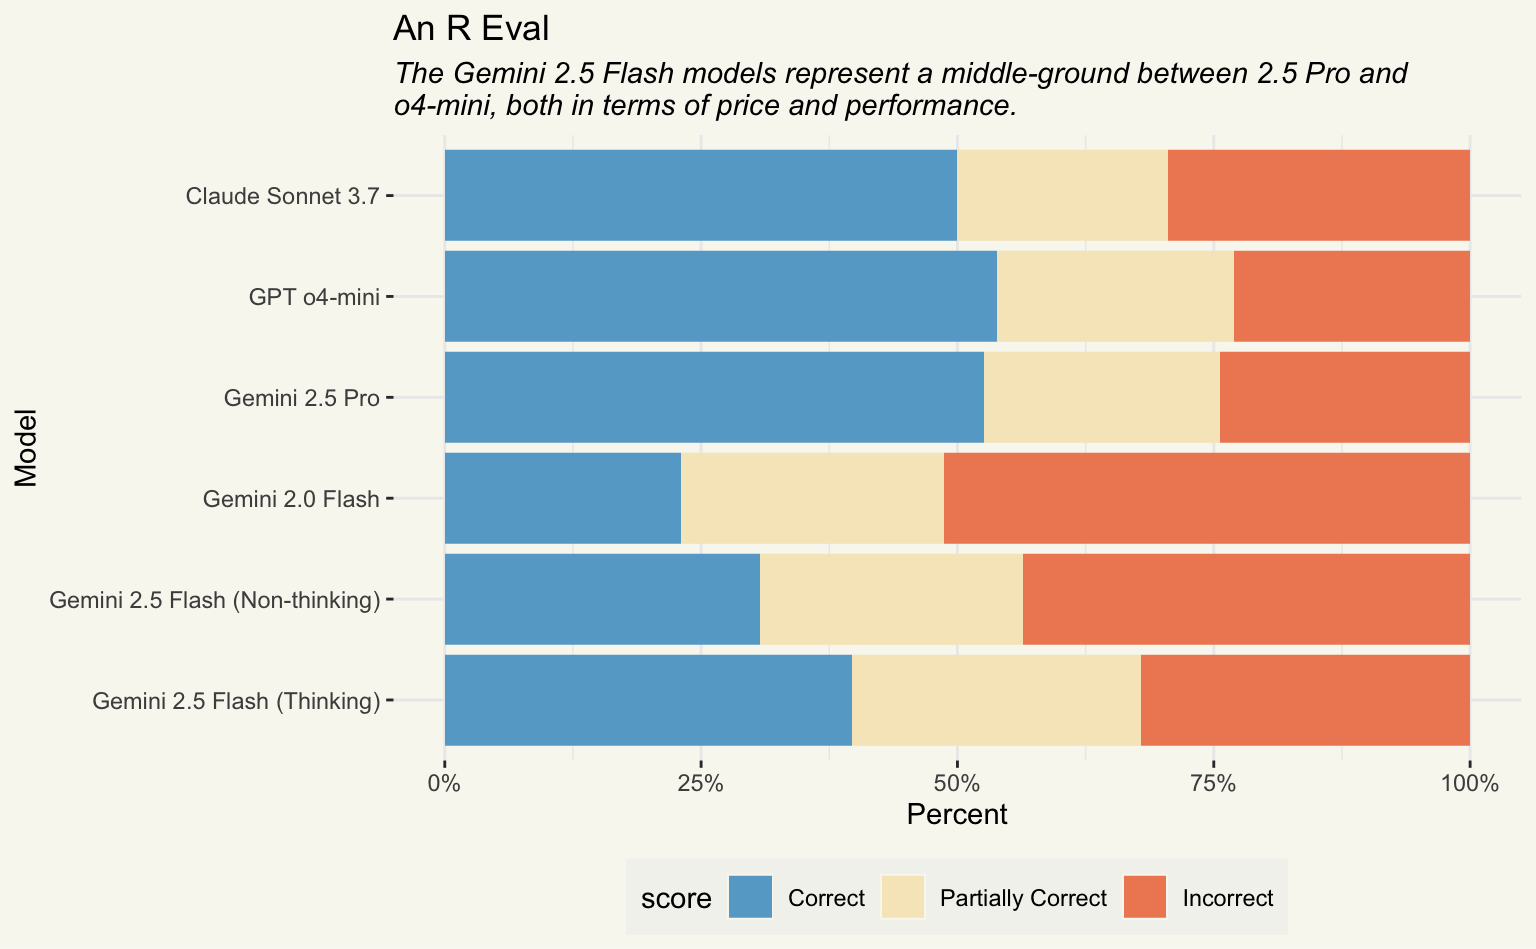 An R Eval
The Gemini 2.5 Flash models represent a middle-ground between 2.5 Pro and
o4-mini, both in terms of price and performance.
Model
Claude Sonnet 3.7
GPT o4-mini
Gemini 2.5 Pro
Gemini 2.0 Flash
Gemini 2.5 Flash (Non-thinking)
Gemini 2.5 Flash (Thinking)
0% 25% 50% 75% 100%
Percent
score Correct Partially Correct Incorrect